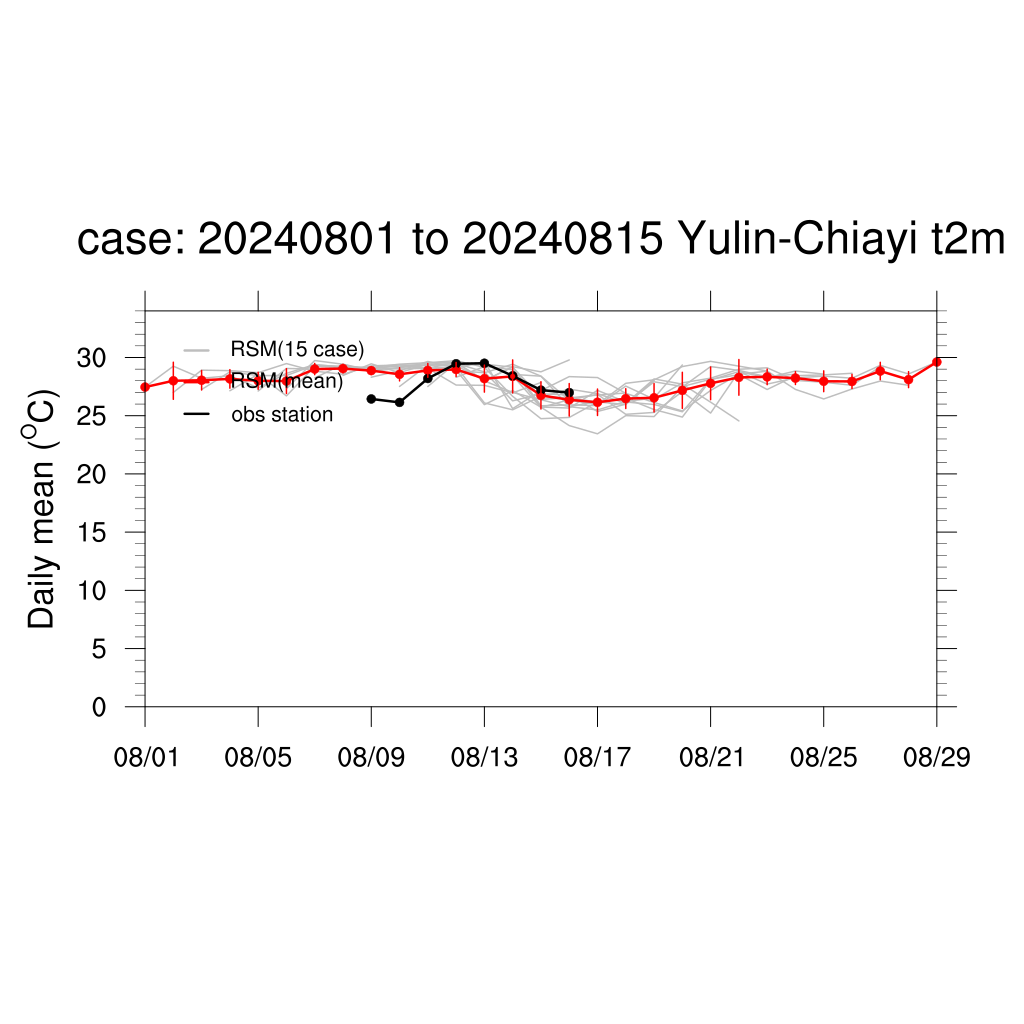 case: 20240801 to 20240815 Yulin-Chiayi t2m
RSM(15 case)
RSM(mean)
obs station
Daily mean (°C)
30
25
20
15
10
5
0
08/01 08/05 08/09 08/13 08/17 08/21 08/25 08/29